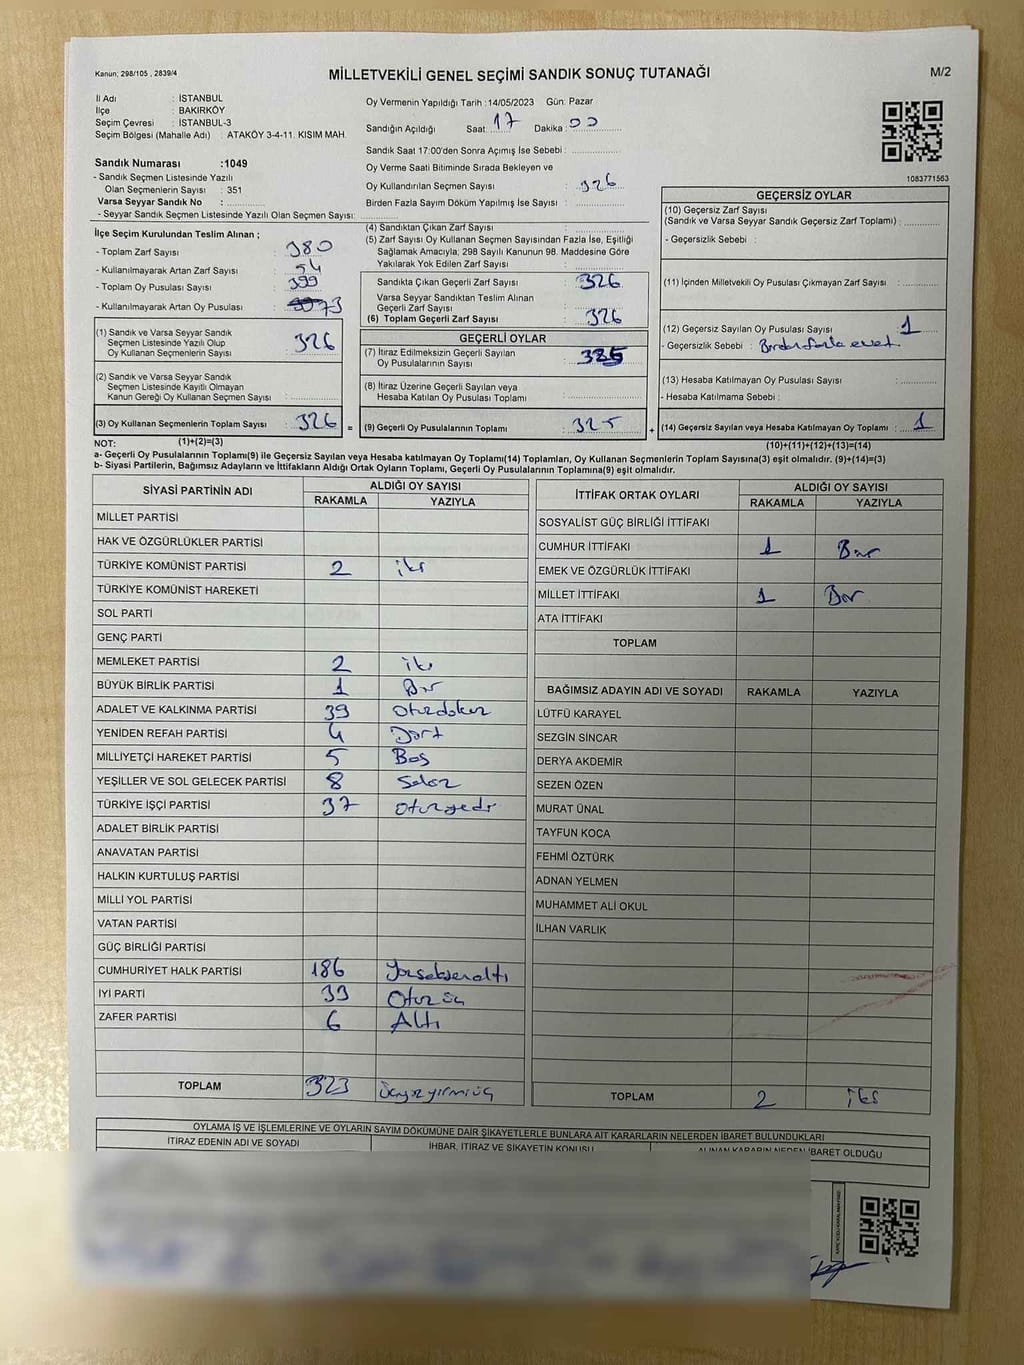 Kanun: 298/105 , 2839/4
MİLLETVEKİLİ GENEL SEÇİMİ SANDIK SONUÇ TUTANAĞI
M/2
İl Adı : İSTANBUL
İlçe : BAKIRKÖY
Seçim Çevresi : İSTANBUL-3
Seçim Bölgesi (Mahalle Adı) : ATAKÖY 3-4-11. KISIM MAH.
Oy Vermenin Yapıldığı Tarih :14/05/2023 Gün: Pazar
Sandığın Açıldığı Saat: 17 Dakika: 00
Sandık Saat 17:00'den Sonra Açımış İse Sebebi :
Oy Verme Saati Bitiminde Sırada Bekleyen ve
Oy Kullandırılan Seçmen Sayısı : 326
Birden Fazla Sayım Döküm Yapılmış İse Sayısı :
1083771563
Sandık Numarası :1049
- Sandık Seçmen Listesinde Yazılı
Olan Seçmenlerin Sayısı : 351
Varsa Seyyar Sandık No :
- Seyyar Sandık Seçmen Listesinde Yazılı Olan Seçmen Sayısı:
İlçe Seçim Kurulundan Teslim Alınan ;
- Toplam Zarf Sayısı : 380
- Kullanılmayarak Artan Zarf Sayısı : 54
- Toplam Oy Pusulası Sayısı : 399
- Kullanılmayarak Artan Oy Pusulası : 73
(1) Sandık ve Varsa Seyyar Sandık
Seçmen Listesinde Yazılı Olup
Oy Kullanan Seçmenlerin Sayısı : 326
(2) Sandık ve Varsa Seyyar Sandık
Seçmen Listesinde Kayıtlı Olmayan
Kanun Gereği Oy Kullanan Seçmen Sayısı :
(3) Oy Kullanan Seçmenlerin Toplam Sayısı : 326 =
(1)+(2)=(3)
(4) Sandıktan Çıkan Zarf Sayısı :
(5) Zarf Sayısı Oy Kullanan Seçmen Sayısından Fazla İse, Eşitliği
Sağlamak Amacıyla; 298 Sayılı Kanunun 98. Maddesine Göre
Yakılarak Yok Edilen Zarf Sayısı :
Sandıkta Çıkan Geçerli Zarf Sayısı : 326
Varsa Seyyar Sandıktan Teslim Alınan
Geçerli Zarf Sayısı :
(6) Toplam Geçerli Zarf Sayısı : 326
GEÇERLİ OYLAR
(7) İtiraz Edilmeksizin Geçerli Sayılan
Oy Pusulalarının Sayısı : 325
(8) İtiraz Üzerine Geçerli Sayılan veya
Hesaba Katılan Oy Pusulası Toplamı :
(9) Geçerli Oy Pusulalarının Toplamı : 325 +
GEÇERSİZ OYLAR
(10) Geçersiz Zarf Sayısı
(Sandık ve Varsa Seyyar Sandık Geçersiz Zarf Toplamı) :
- Geçersizlik Sebebi :
(11) İçinden Milletvekili Oy Pusulası Çıkmayan Zarf Sayısı :
(12) Geçersiz Sayılan Oy Pusulası Sayısı : 1
- Geçersizlik Sebebi : Birden fazla evet
(13) Hesaba Katılmayan Oy Pusulası Sayısı :
- Hesaba Katılmama Sebebi :
(14) Geçersiz Sayılan veya Hesaba Katılmayan Oy Toplamı : 1
(10)+(11)+(12)+(13)=(14)
NOT:
a- Geçerli Oy Pusulalarının Toplamı(9) ile Geçersiz Sayılan veya Hesaba katılmayan Oy Toplamı(14) Toplamları, Oy Kullanan Seçmenlerin Toplam Sayısına(3) eşit olmalıdır. (9)+(14)=(3)
b- Siyasi Partilerin, Bağımsız Adayların ve İttifakların Aldığı Ortak Oyların Toplamı, Geçerli Oy Pusulalarının Toplamına(9) eşit olmalıdır.
SİYASİ PARTİNİN ADI ALDIĞI OY SAYISI
RAKAMLA YAZIYLA
MİLLET PARTİSİ
HAK VE ÖZGÜRLÜKLER PARTİSİ
TÜRKİYE KOMÜNİST PARTİSİ 2 iki
TÜRKİYE KOMÜNİST HAREKETİ
SOL PARTİ
GENÇ PARTİ
MEMLEKET PARTİSİ 2 iki
BÜYÜK BİRLİK PARTİSİ 1 Bir
ADALET VE KALKINMA PARTİSİ 39 Otuzdokuz
YENİDEN REFAH PARTİSİ 4 Dört
MİLLİYETÇİ HAREKET PARTİSİ 5 Beş
YEŞİLLER VE SOL GELECEK PARTİSİ 8 Sekiz
TÜRKİYE İŞÇİ PARTİSİ 37 Otuzyedi
ADALET BİRLİK PARTİSİ
ANAVATAN PARTİSİ
HALKIN KURTULUŞ PARTİSİ
MİLLİ YOL PARTİSİ
VATAN PARTİSİ
GÜÇ BİRLİĞİ PARTİSİ
CUMHURİYET HALK PARTİSİ 186 Yüzseksenaltı
İYİ PARTİ 33 Otuzüç
ZAFER PARTİSİ 6 Altı
TOPLAM 323 Üçyüzyirmiüç
İTTİFAK ORTAK OYLARI ALDIĞI OY SAYISI
RAKAMLA YAZIYLA
SOSYALİST GÜÇ BİRLİĞİ İTTİFAKI
CUMHUR İTTİFAKI 1 Bir
EMEK VE ÖZGÜRLÜK İTTİFAKI
MİLLET İTTİFAKI 1 Bir
ATA İTTİFAKI
TOPLAM
BAĞIMSIZ ADAYIN ADI VE SOYADI RAKAMLA YAZIYLA
LÜTFÜ KARAYEL
SEZGİN SİNCAR
DERYA AKDEMİR
SEZEN ÖZEN
MURAT ÜNAL
TAYFUN KOCA
FEHMİ ÖZTÜRK
ADNAN YELMEN
MUHAMMET ALİ OKUL
İLHAN VARLIK
TOPLAM 2 iki
OYLAMA İŞ VE İŞLEMLERİNE VE OYLARIN SAYIM DÖKÜMÜNE DAİR ŞİKAYETLERLE BUNLARA AİT KARARLARIN NELERDEN İBARET BULUNDUKLARI
İTİRAZ EDENİN ADI VE SOYADI İHBAR, İTİRAZ VE ŞİKAYETİN KONUSU ALINAN KARARIN NEDEN İBARET OLDUĞU